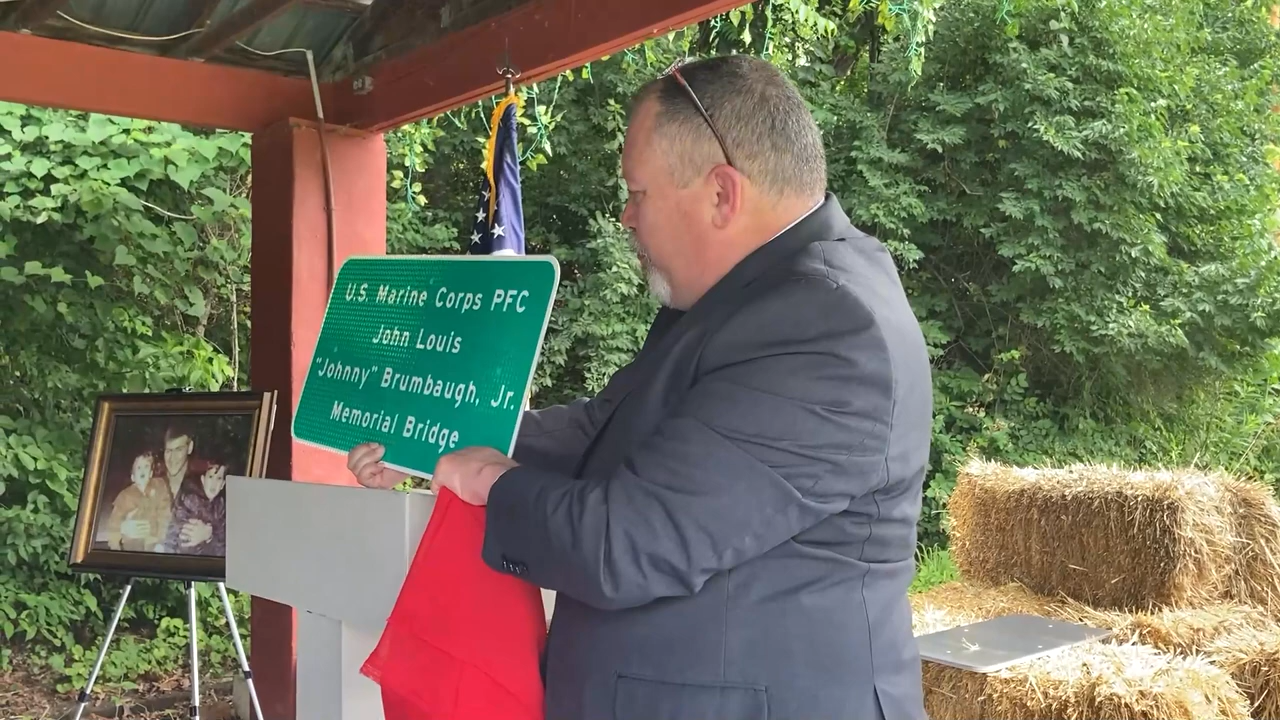 U.S. Marine Corps PFC
John Louis
"Johnny" Brumbaugh, Jr.
Memorial Bridge